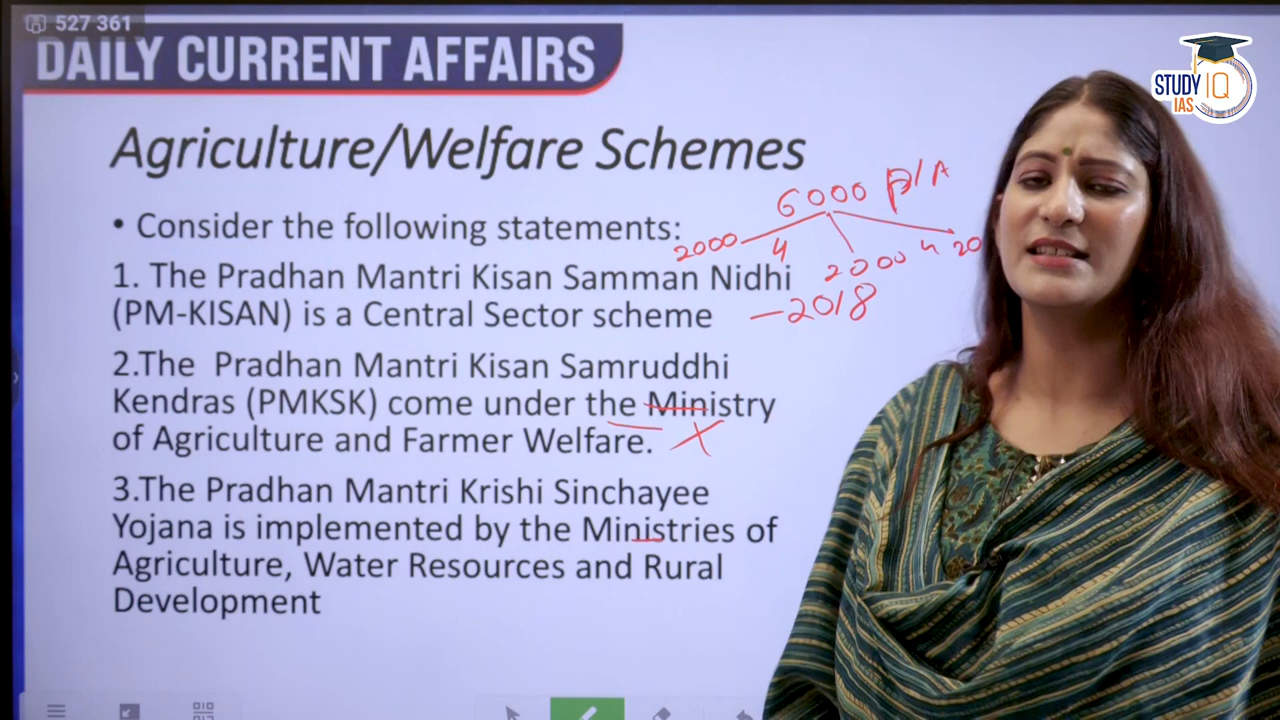 527 361
DAILY CURRENT AFFAIRS
STUDY IQ
IAS
Agriculture/Welfare Schemes
6000 P/A
• Consider the following statements:
2000 4 2000 4 20
1. The Pradhan Mantri Kisan Samman Nidhi
(PM-KISAN) is a Central Sector scheme
—2018
2.The Pradhan Mantri Kisan Samruddhi
Kendras (PMKSK) come under the Ministry
of Agriculture and Farmer Welfare. X
3.The Pradhan Mantri Krishi Sinchayee
Yojana is implemented by the Ministries of
Agriculture, Water Resources and Rural
Development